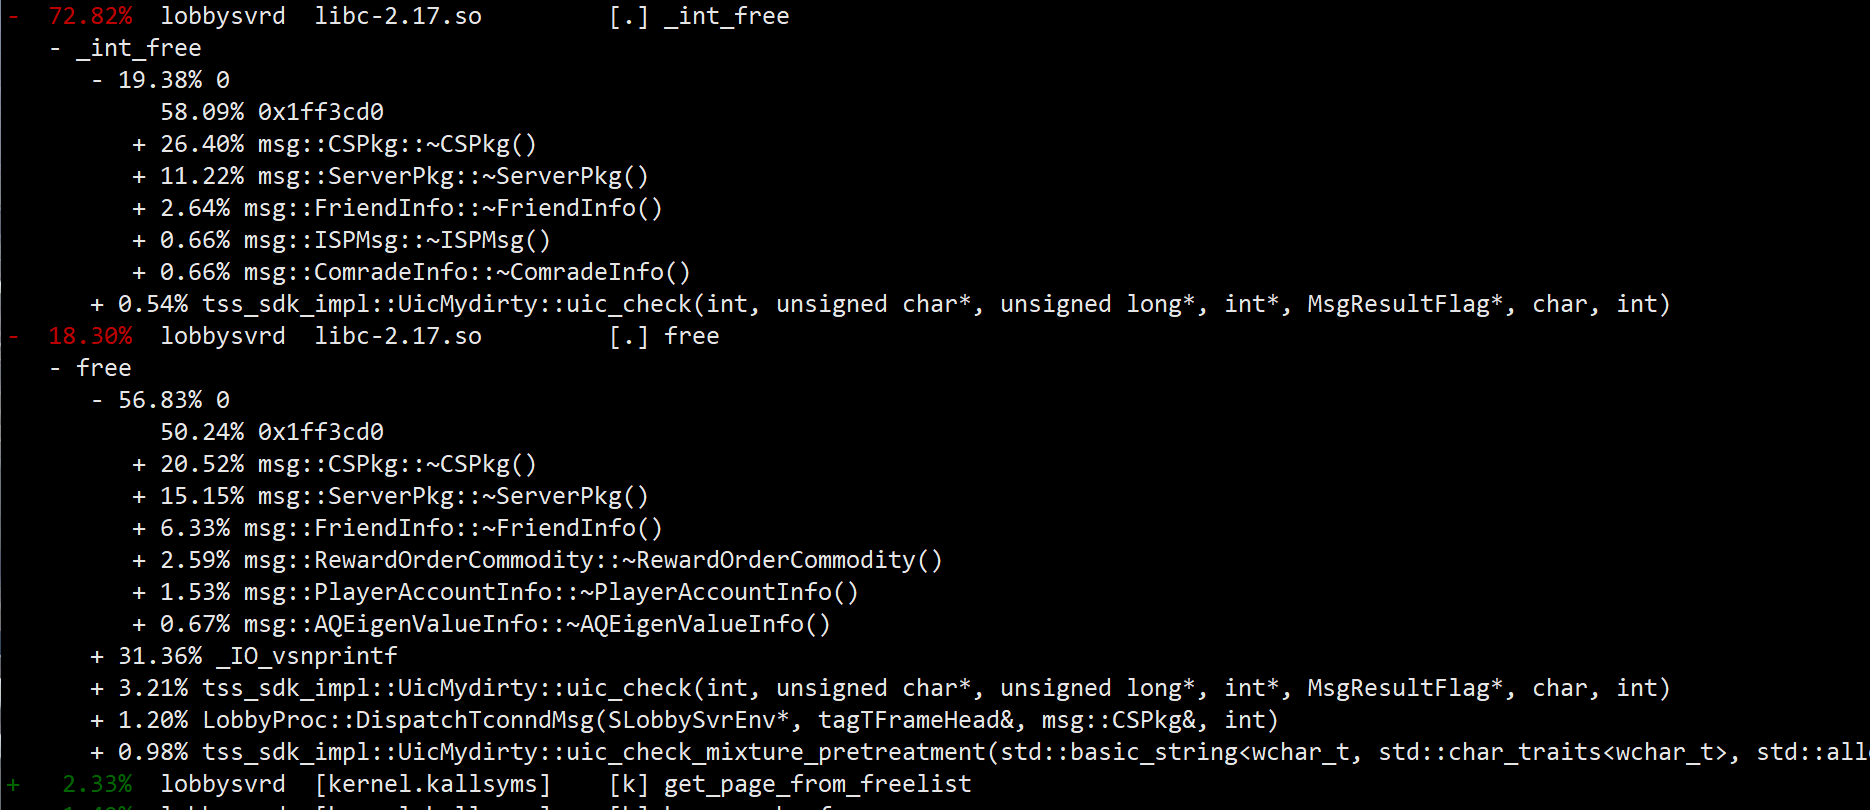 - 72.82% lobbysvrd libc-2.17.so [.] _int_free
- _int_free
- 19.38% 0
58.09% 0x1ff3cd0
+ 26.40% msg::CSPkg::~CSPkg()
+ 11.22% msg::ServerPkg::~ServerPkg()
+ 2.64% msg::FriendInfo::~FriendInfo()
+ 0.66% msg::ISPMsg::~ISPMsg()
+ 0.66% msg::ComradeInfo::~ComradeInfo()
+ 0.54% tss_sdk_impl::UicMydirty::uic_check(int, unsigned char*, unsigned long*, int*, MsgResultFlag*, char, int)
- 18.30% lobbysvrd libc-2.17.so [.] free
- free
- 56.83% 0
50.24% 0x1ff3cd0
+ 20.52% msg::CSPkg::~CSPkg()
+ 15.15% msg::ServerPkg::~ServerPkg()
+ 6.33% msg::FriendInfo::~FriendInfo()
+ 2.59% msg::RewardOrderCommodity::~RewardOrderCommodity()
+ 1.53% msg::PlayerAccountInfo::~PlayerAccountInfo()
+ 0.67% msg::AQEigenValueInfo::~AQEigenValueInfo()
+ 31.36% _IO_vsnprintf
+ 3.21% tss_sdk_impl::UicMydirty::uic_check(int, unsigned char*, unsigned long*, int*, MsgResultFlag*, char, int)
+ 1.20% LobbyProc::DispatchTconndMsg(SLobbySvrEnv*, tagTFrameHead&, msg::CSPkg&, int)
+ 0.98% tss_sdk_impl::UicMydirty::uic_check_mixture_pretreatment(std::basic_string<wchar_t, std::char_traits<wchar_t>, std::all
+ 2.33% lobbysvrd [kernel.kallsyms] [k] get_page_from_freelist